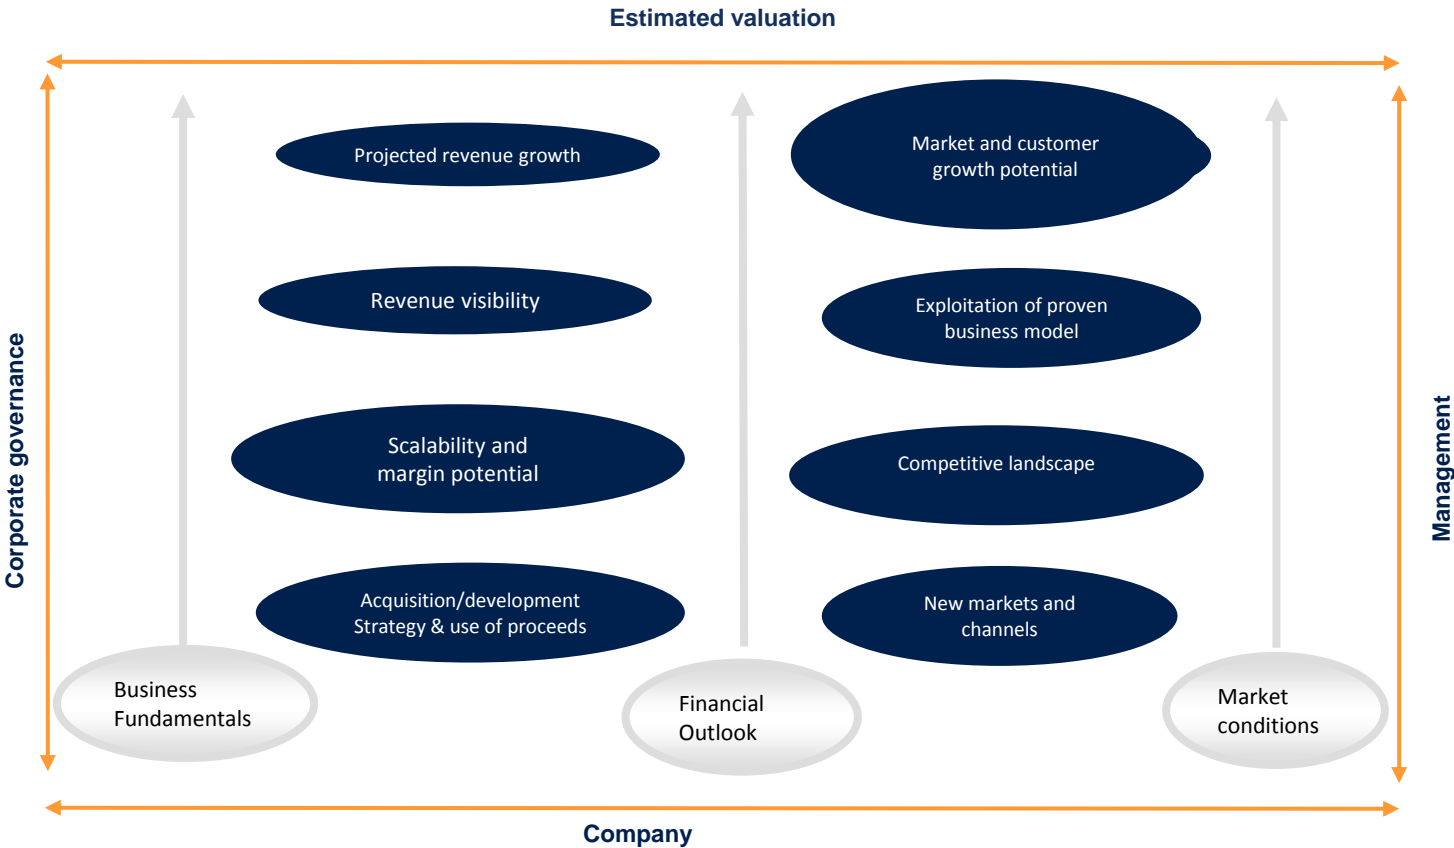 Estimated valuation
Projected revenue growth
Market and customer
growth potential
Revenue visibility
Exploitation of proven
business model
Corporate governance
Management
Scalability and
margin potential
Competitive landscape
Acquisition/development
Strategy & use of proceeds
New markets and
channels
Business
Fundamentals
Financial
Outlook
Market
conditions
Company